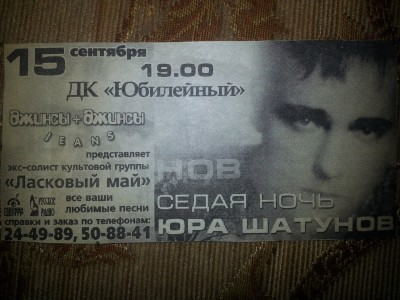 15 сентября
19.00
ДК «Юбилейный»
джинсы + джинсы
JEANS
представляет
экс-солист культовой группы
«Ласковый май»
все ваши
любимые песни
справки и заказ по телефонам:
24-49-89, 50-88-41
НОВ
СЕДАЯ НОЧЬ
ЮРА ШАТУНОВ